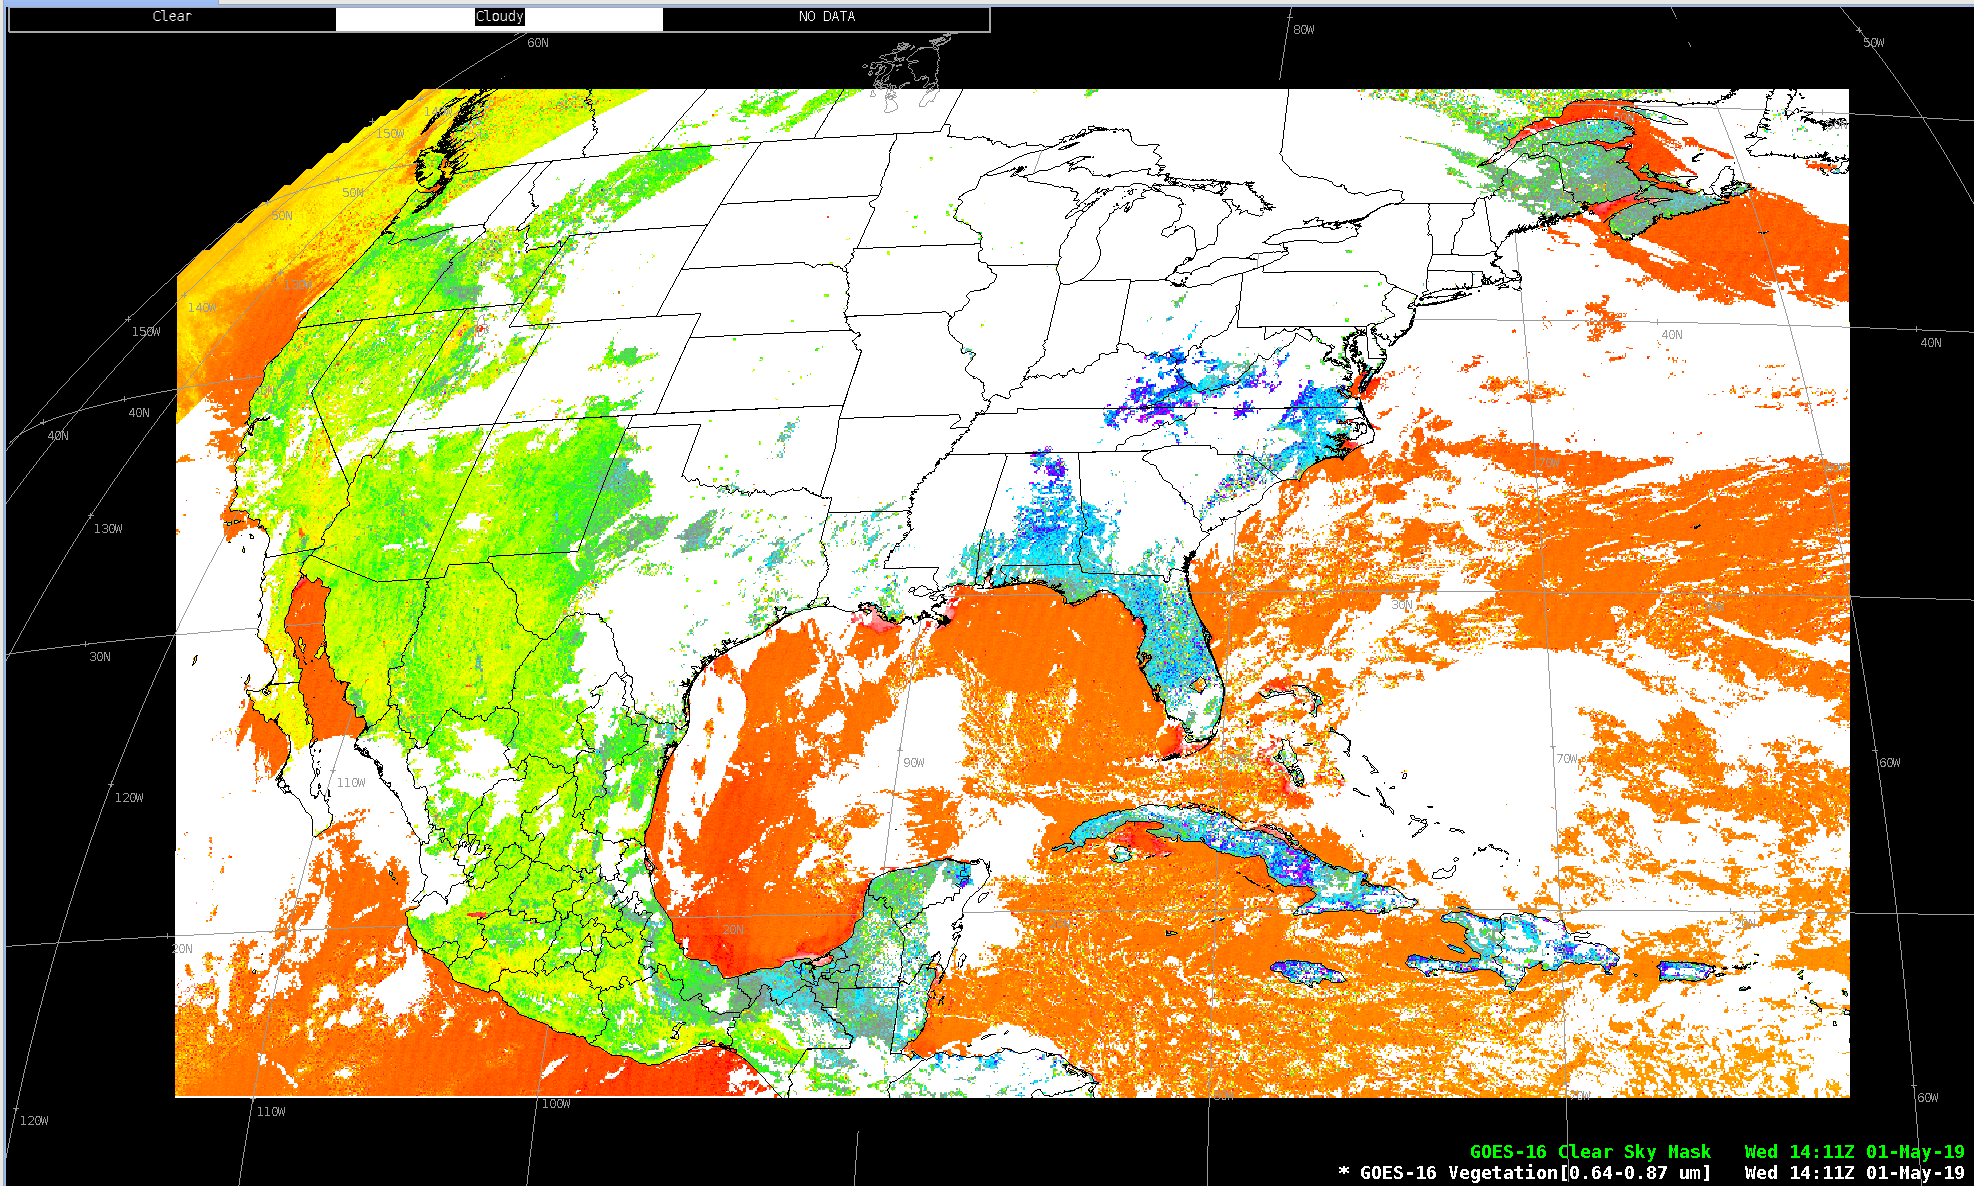 Clear Cloudy NO DATA
60N 80W 50W
150W
50N
50N
140W
150W
40N 40N
40N
40N
130W
70W
30N
30N
110W 90W 70W 60W
120W
20N 20N
110W 100W
120W 60W
GOES-16 Clear Sky Mask Wed 14:11Z 01-May-19
* GOES-16 Vegetation[0.64-0.87 um] Wed 14:11Z 01-May-19